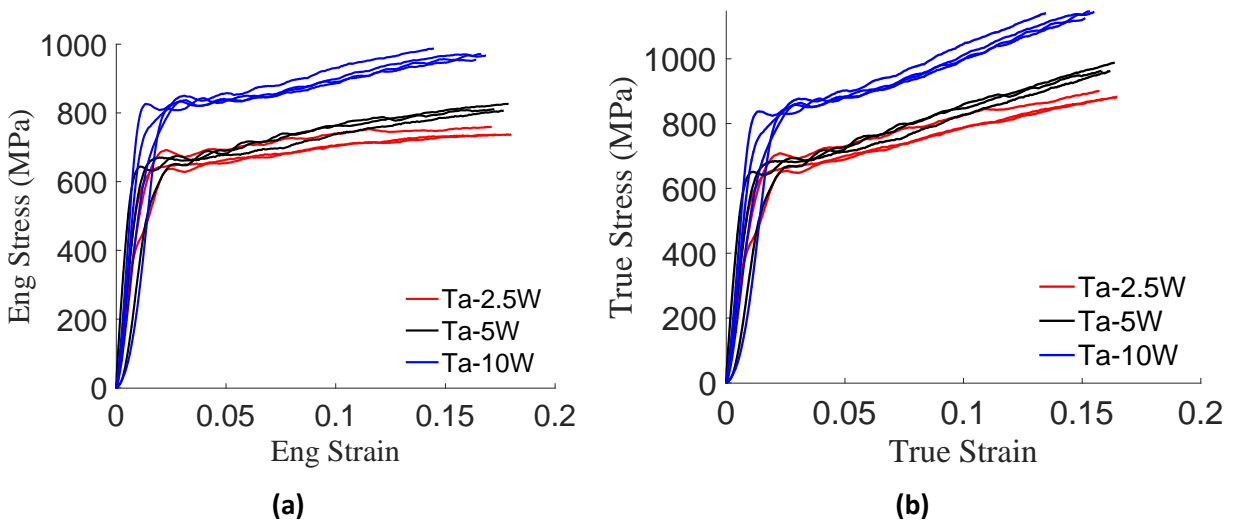 1000
800
600
400
200
0
0
0.05
0.1
0.15
0.2
Eng Stress (MPa)
Eng Strain
Ta-2.5W
Ta-5W
Ta-10W
(a)
1000
800
600
400
200
0
0
0.05
0.1
0.15
0.2
True Stress (MPa)
True Strain
Ta-2.5W
Ta-5W
Ta-10W
(b)